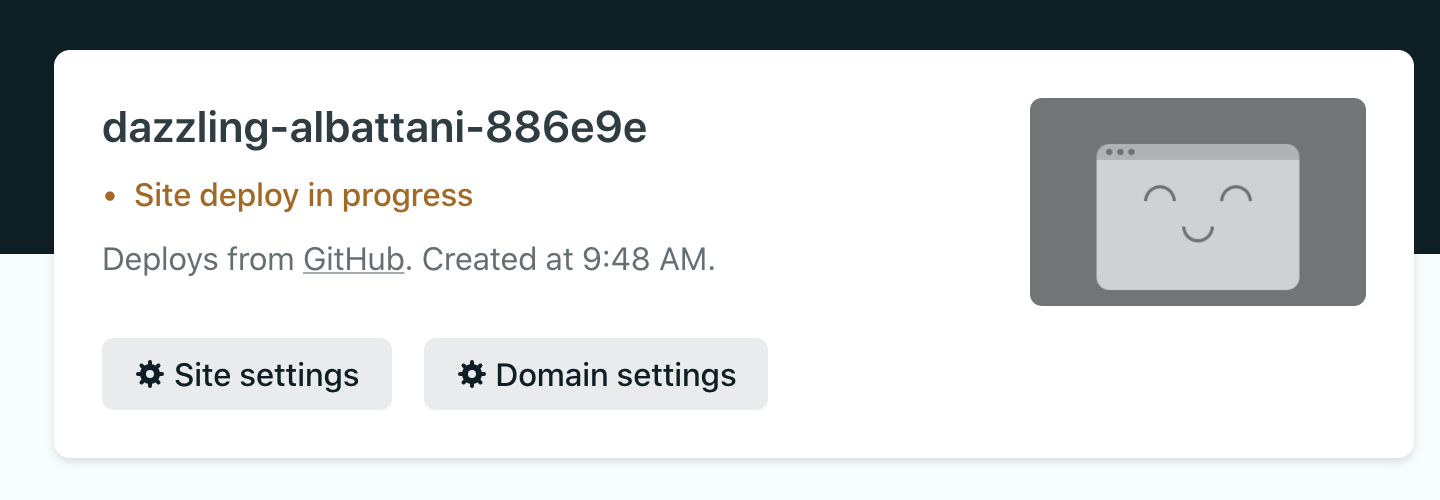 dazzling-albattani-886e9e
• Site deploy in progress
Deploys from GitHub. Created at 9:48 AM.
Site settings
Domain settings